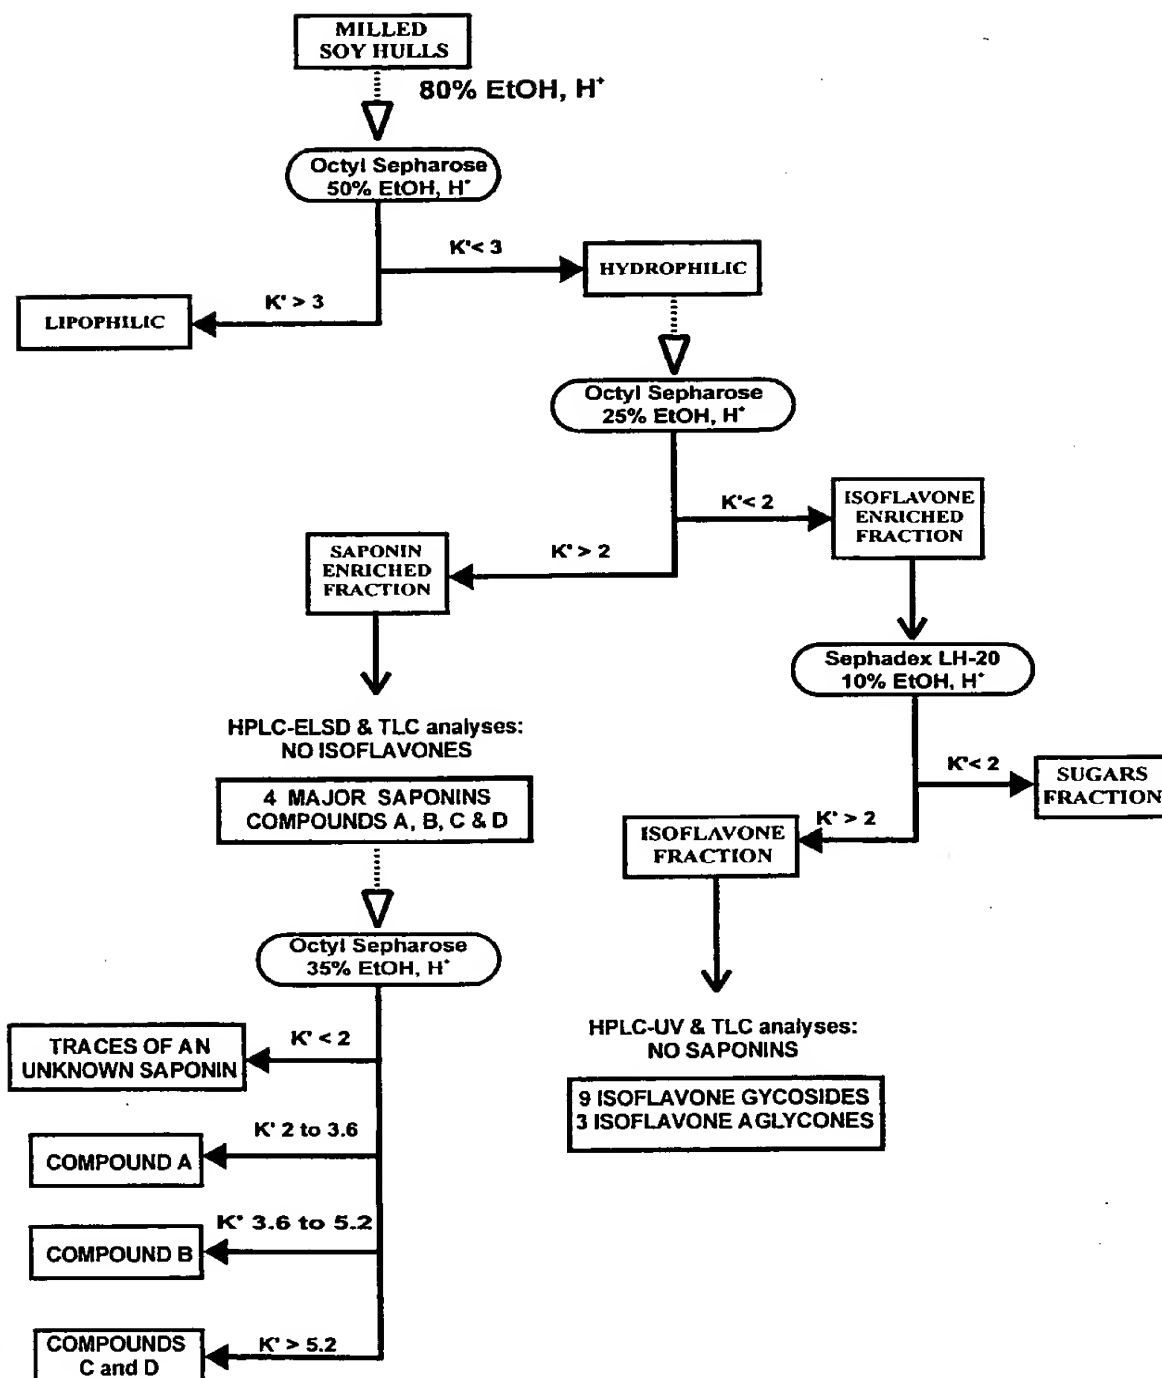 MILLED
SOY HULLS
80% EtOH, H⁺
Octyl Sepharose
50% EtOH, H⁺
K'< 3
HYDROPHILIC
K' > 3
LIPOPHILIC
Octyl Sepharose
25% EtOH, H⁺
K'< 2
ISOFLAVONE
ENRICHED
FRACTION
K' > 2
SAPONIN
ENRICHED
FRACTION
Sephadex LH-20
10% EtOH, H⁺
HPLC-ELSD & TLC analyses:
NO ISOFLAVONES
K'< 2
SUGARS
FRACTION
4 MAJOR SAPONINS
COMPOUNDS A, B, C & D
K' > 2
ISOFLAVONE
FRACTION
Octyl Sepharose
35% EtOH, H⁺
HPLC-UV & TLC analyses:
NO SAPONINS
K' < 2
TRACES OF AN
UNKNOWN SAPONIN
9 ISOFLAVONE GYCOSIDES
3 ISOFLAVONE AGLYCONES
K' 2 to 3.6
COMPOUND A
K' 3.6 to 5.2
COMPOUND B
K' > 5.2
COMPOUNDS
C and D